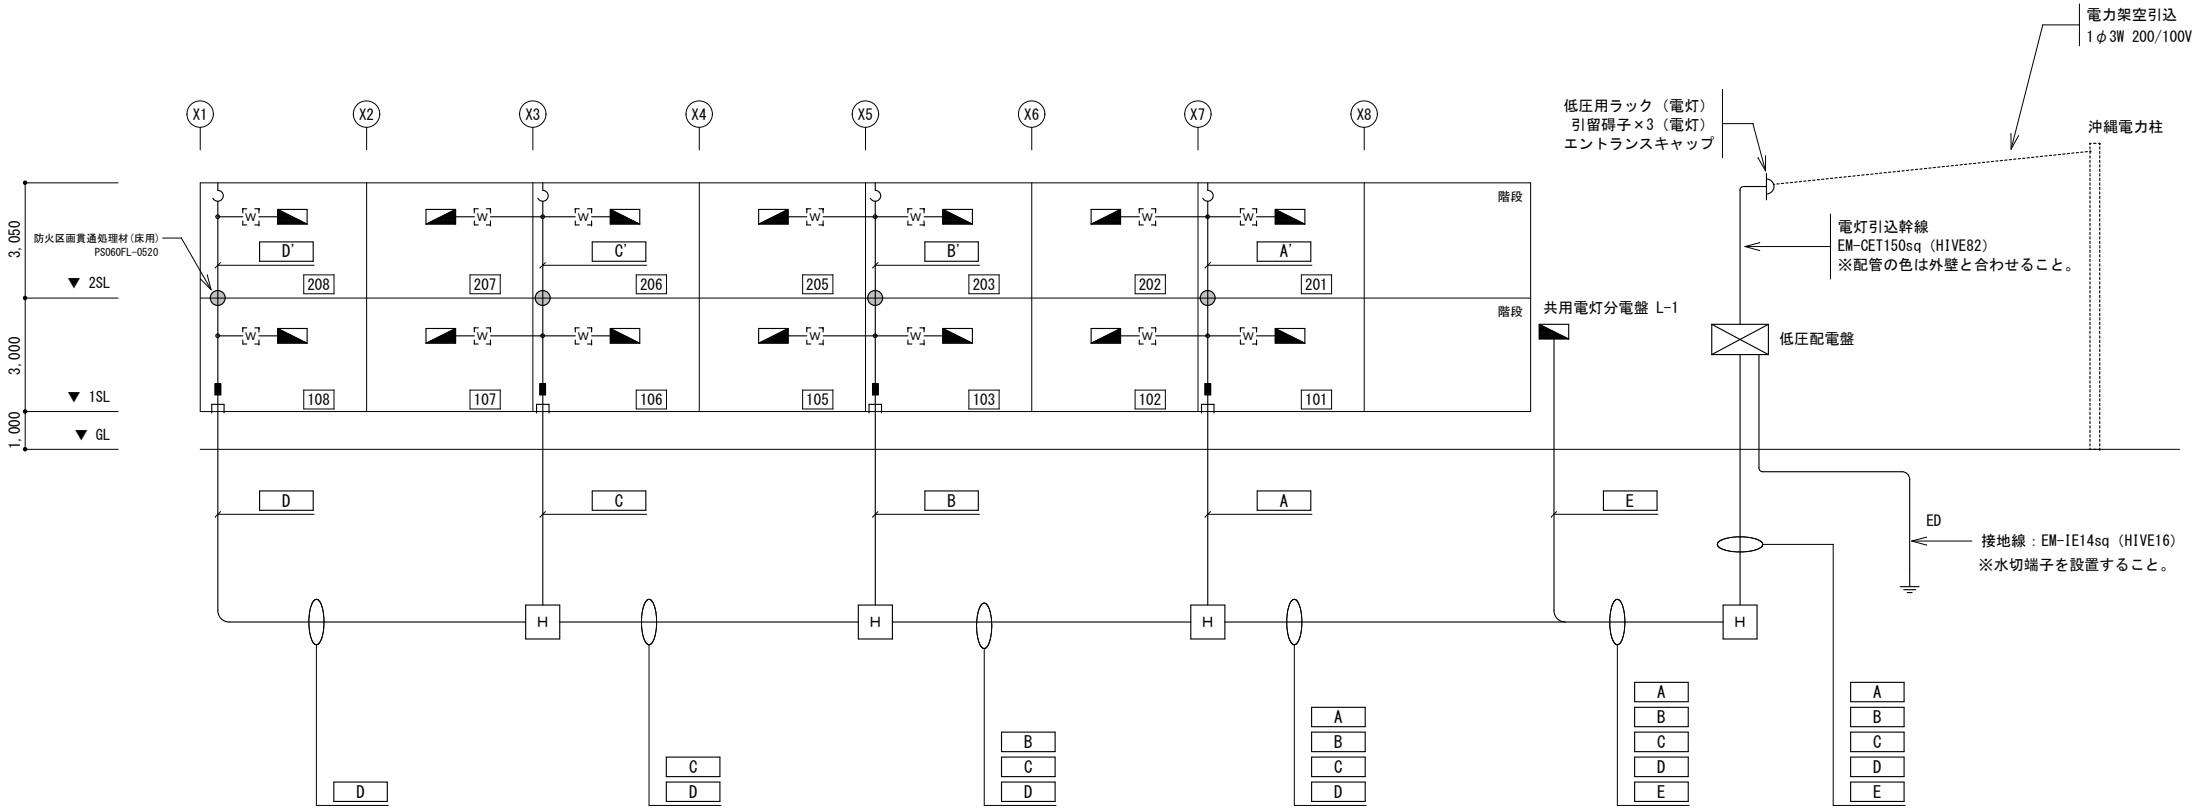 電力架空引込
1φ3W 200/100V
X1
X2
X3
X4
X5
X6
X7
X8
低圧用ラック（電灯）
引留碍子×3（電灯）
エントランスキャップ
沖縄電力柱
階段
W
W
W
W
W
W
W
防火区画貫通処理材(床用)
PS060FL-0520
D'
C'
B'
A'
電灯引込幹線
EM-CET150sq（HIVE82）
※配管の色は外壁と合わせること。
3,050
▼ 2SL
208
207
206
205
203
202
201
階段
共用電灯分電盤 L-1
W
W
W
W
W
W
W
低圧配電盤
3,000
▼ 1SL
108
107
106
105
103
102
101
1,000
▼ GL
D
C
B
A
E
ED
接地線：EM-IE14sq（HIVE16）
※水切端子を設置すること。
H
H
H
H
D
C
D
B
C
D
A
B
C
D
A
B
C
D
E
A
B
C
D
E